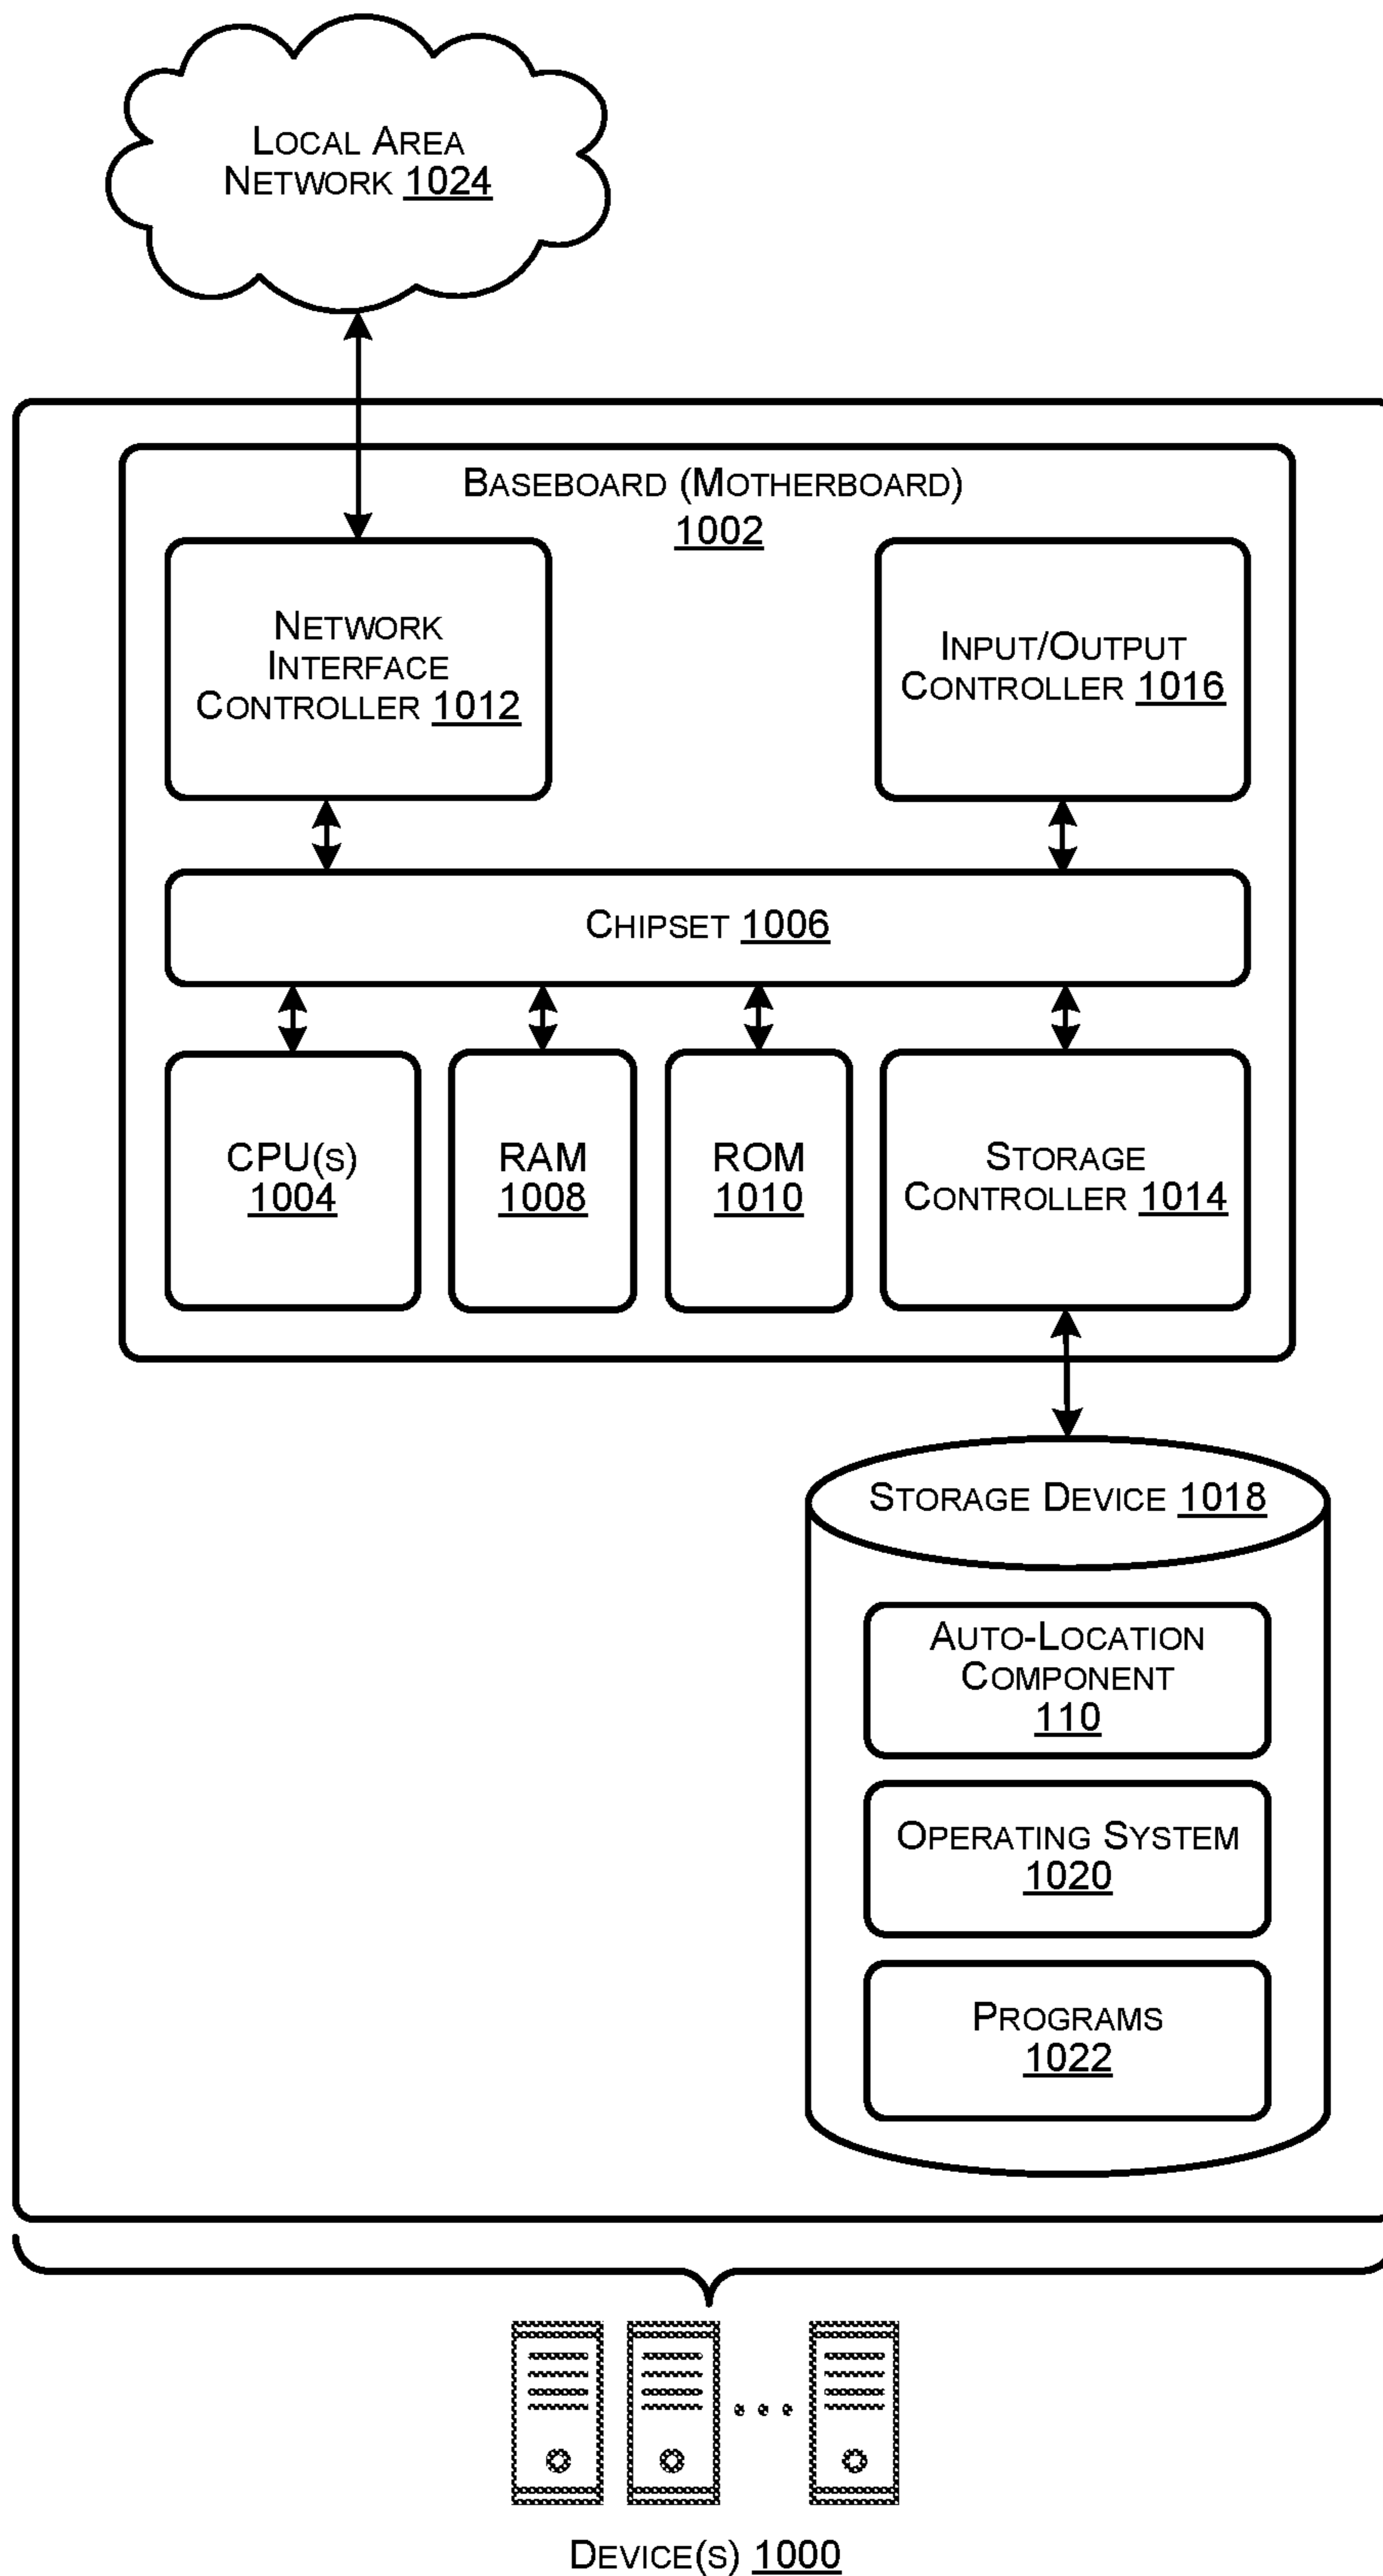 LOCAL AREA
NETWORK 1024
BASEBOARD (MOTHERBOARD)
1002
NETWORK
INTERFACE
CONTROLLER 1012
INPUT/OUTPUT
CONTROLLER 1016
CHIPSET 1006
CPU(S)
1004
RAM
1008
ROM
1010
STORAGE
CONTROLLER 1014
STORAGE DEVICE 1018
AUTO-LOCATION
COMPONENT
110
OPERATING SYSTEM
1020
PROGRAMS
1022
DEVICE(S) 1000